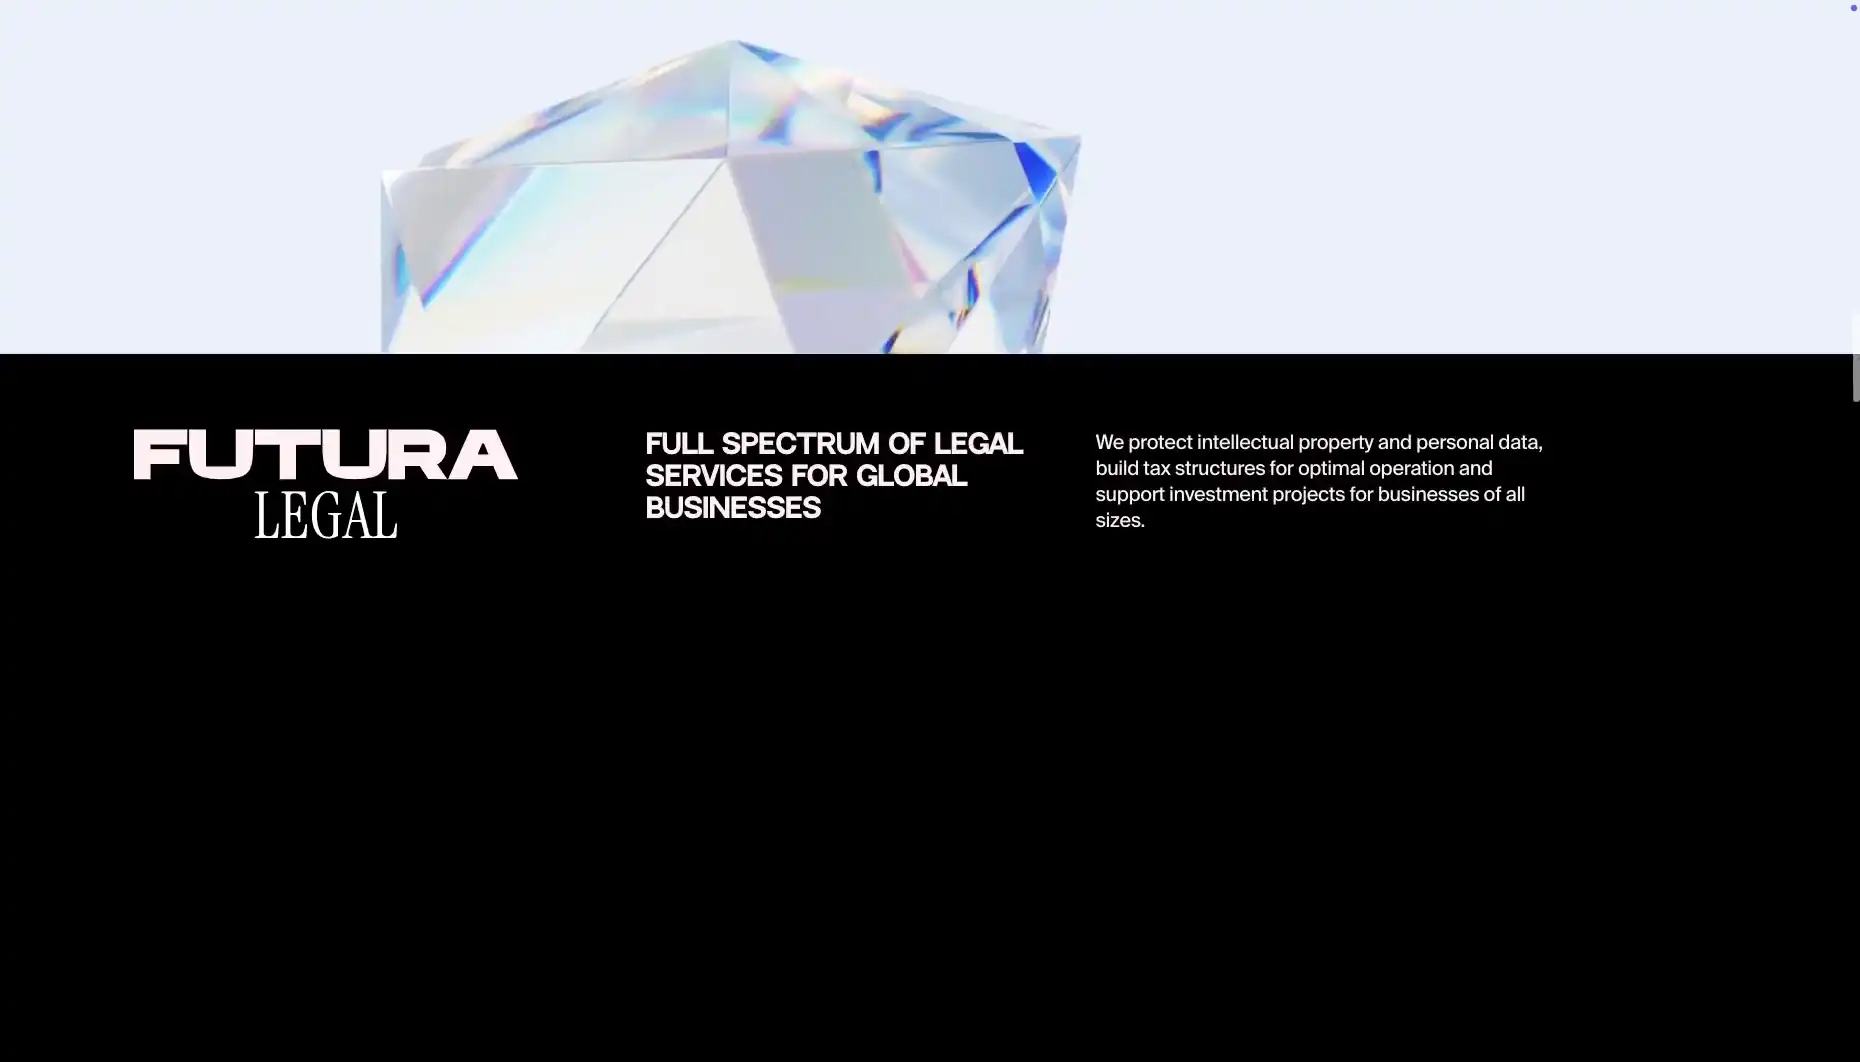 FUTURA
LEGAL
FULL SPECTRUM OF LEGAL
SERVICES FOR GLOBAL
BUSINESSES
We protect intellectual property and personal data,
build tax structures for optimal operation and
support investment projects for businesses of all
sizes.